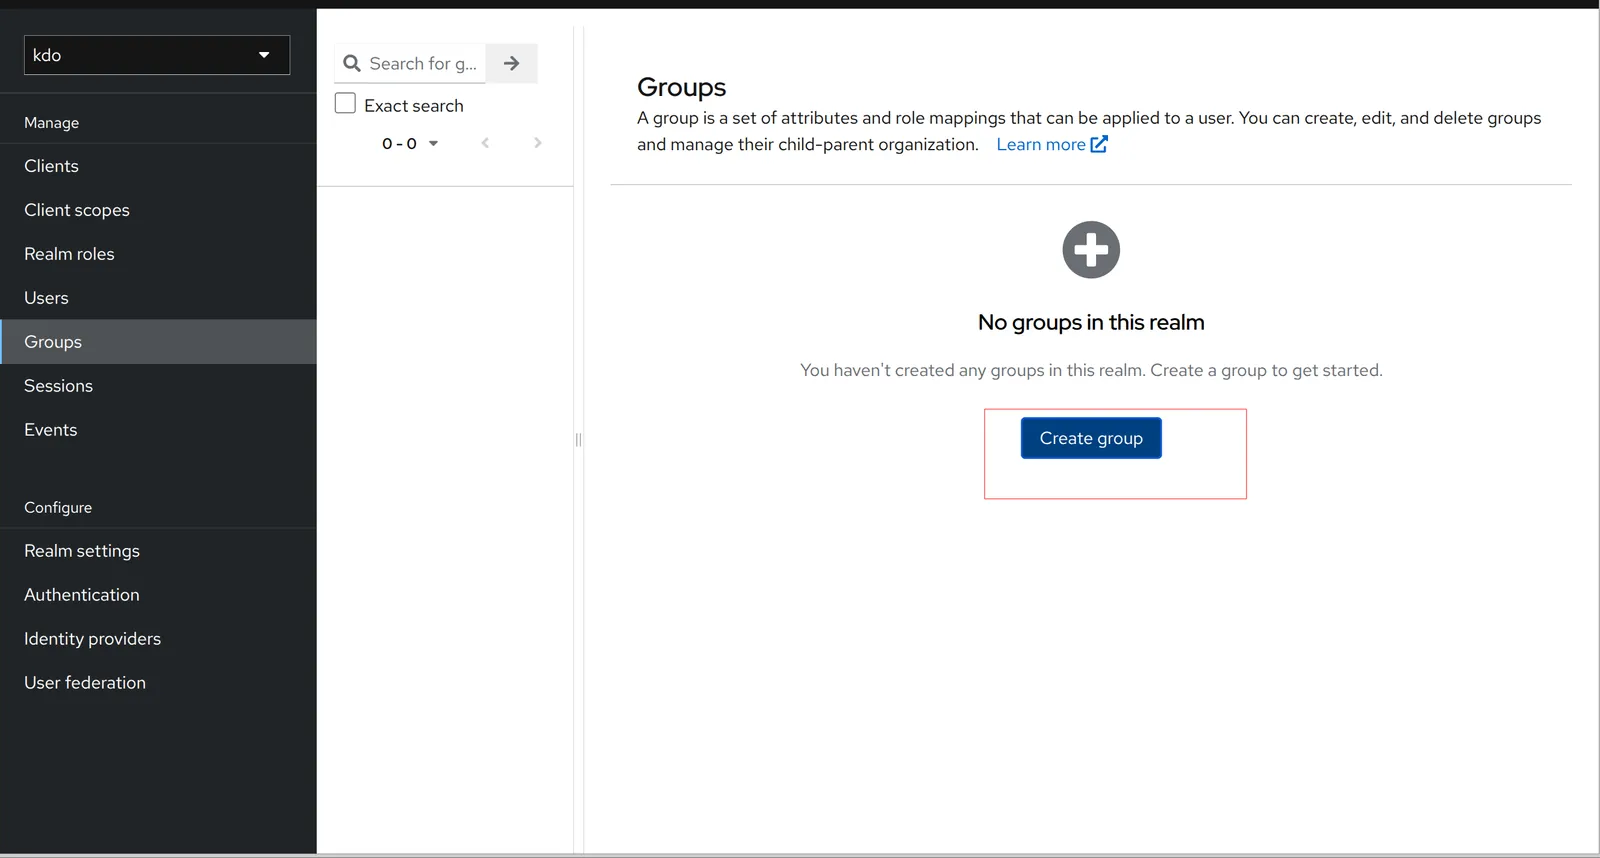 kdo
Manage
Clients
Client scopes
Realm roles
Users
Groups
Sessions
Events
Configure
Realm settings
Authentication
Identity providers
User federation
Search for g...
Exact search
0 - 0
Groups
A group is a set of attributes and role mappings that can be applied to a user. You can create, edit, and delete groups
and manage their child-parent organization. Learn more
No groups in this realm
You haven't created any groups in this realm. Create a group to get started.
Create group